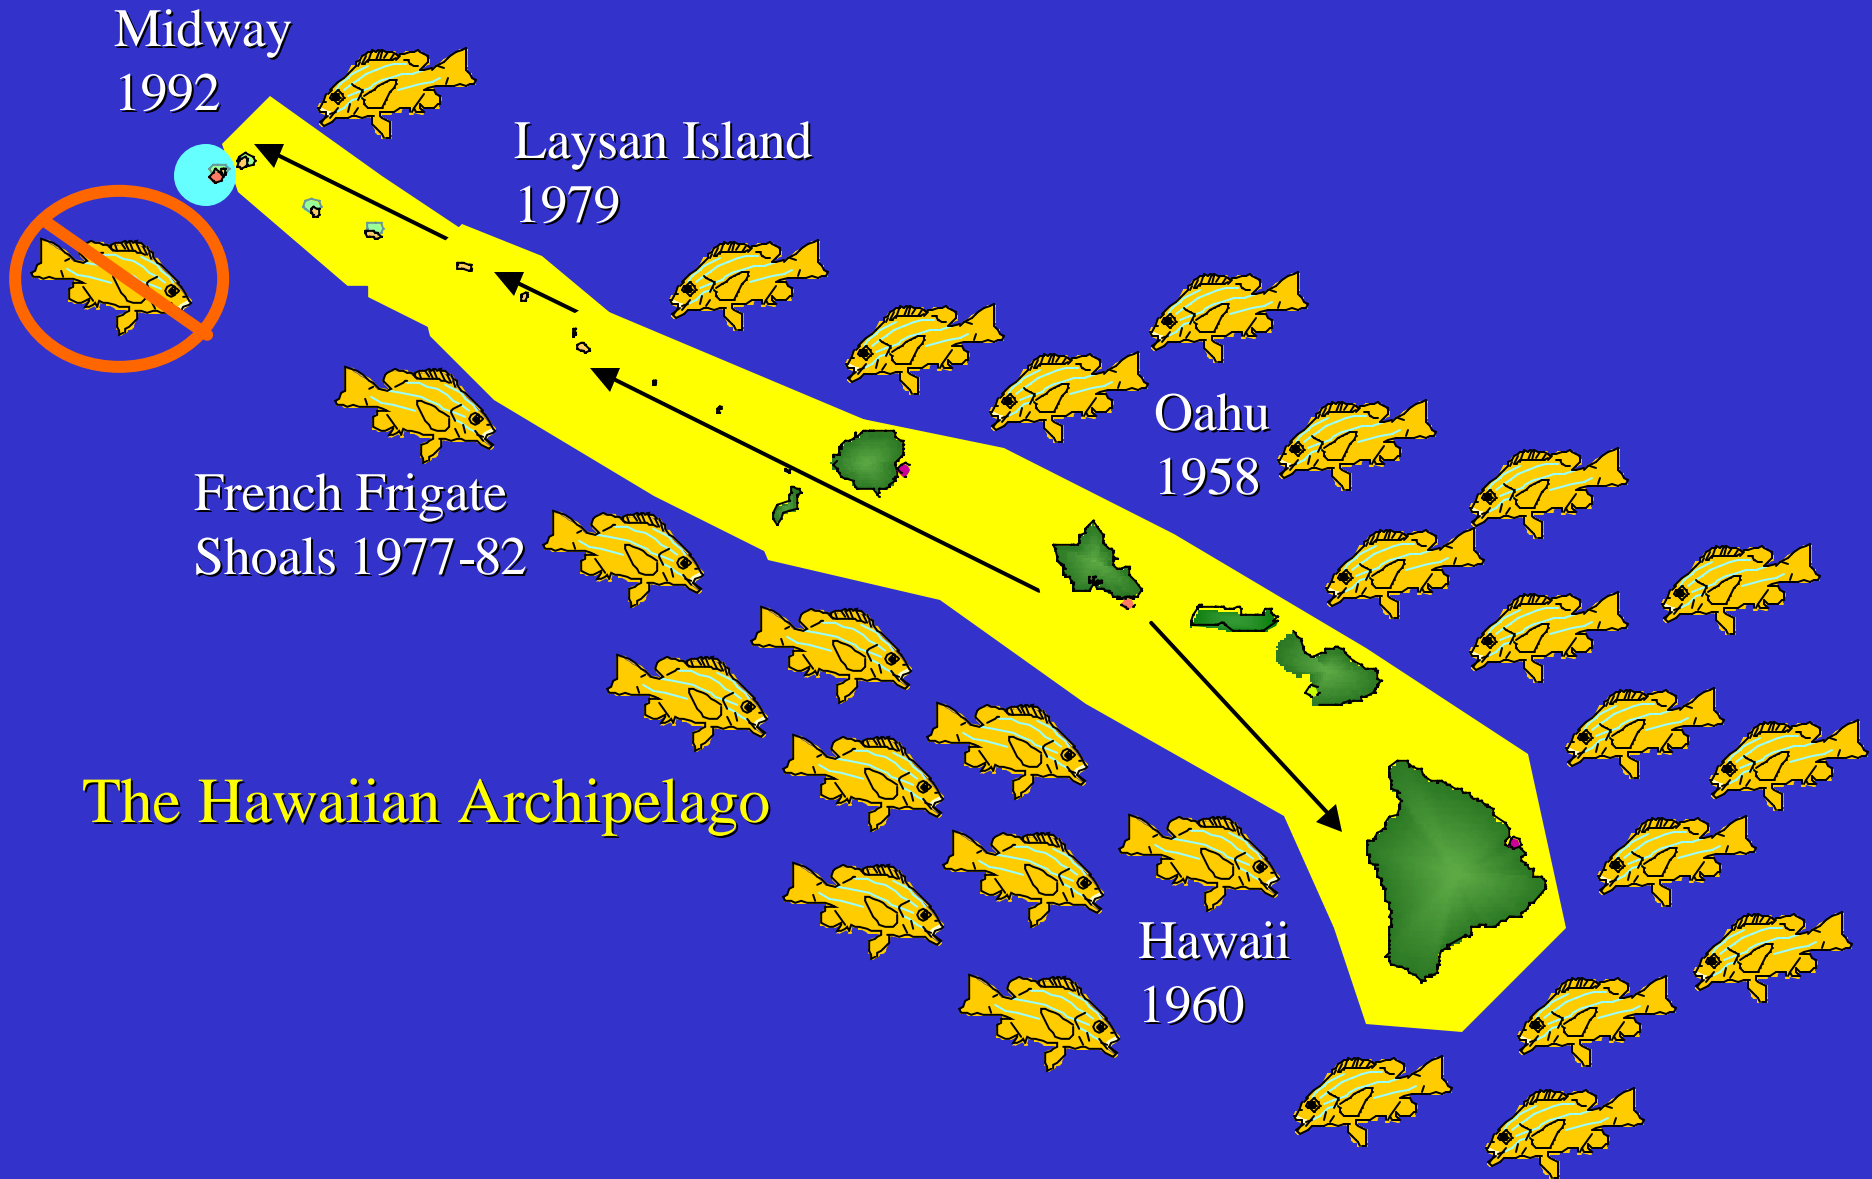 Midway
1992
Laysan Island
1979
Oahu
1958
French Frigate
Shoals 1977-82
The Hawaiian Archipelago
Hawaii
1960